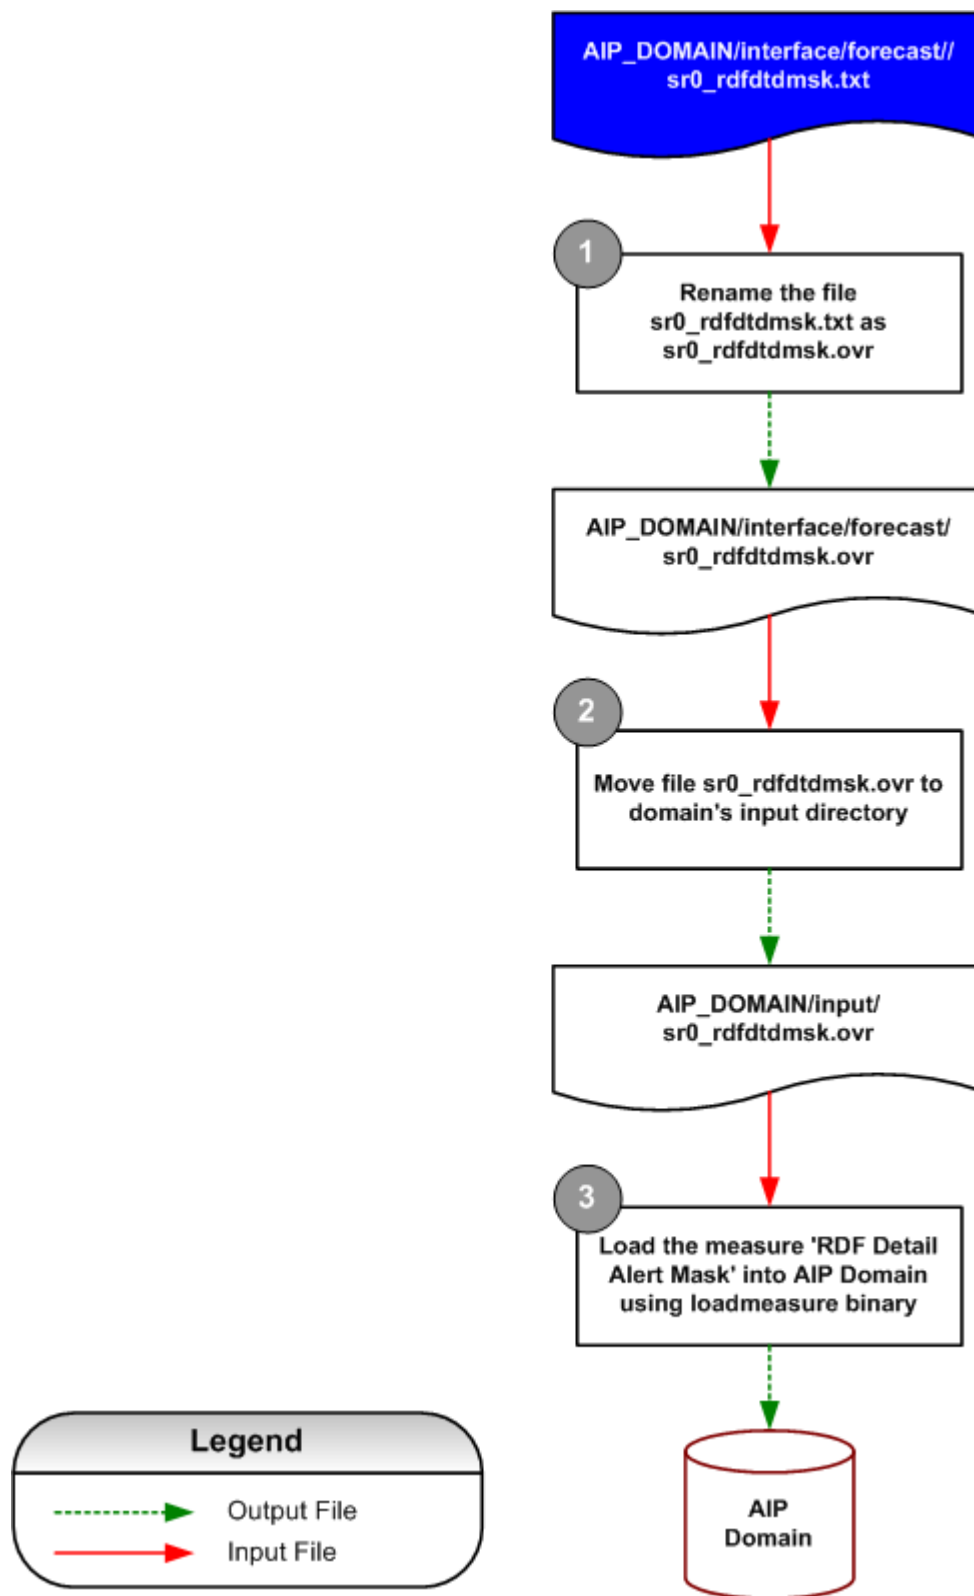 AIP_DOMAIN/interface/forecast//
sr0_rdfdtdmsk.txt
1
Rename the file
sr0_rdfdtdmsk.txt as
sr0_rdfdtdmsk.ovr
AIP_DOMAIN/interface/forecast/
sr0_rdfdtdmsk.ovr
2
Move file sr0_rdfdtdmsk.ovr to
domain's input directory
AIP_DOMAIN/input/
sr0_rdfdtdmsk.ovr
3
Load the measure 'RDF Detail
Alert Mask' into AIP Domain
using loadmeasure binary
AIP
Domain
Legend
Output File
Input File